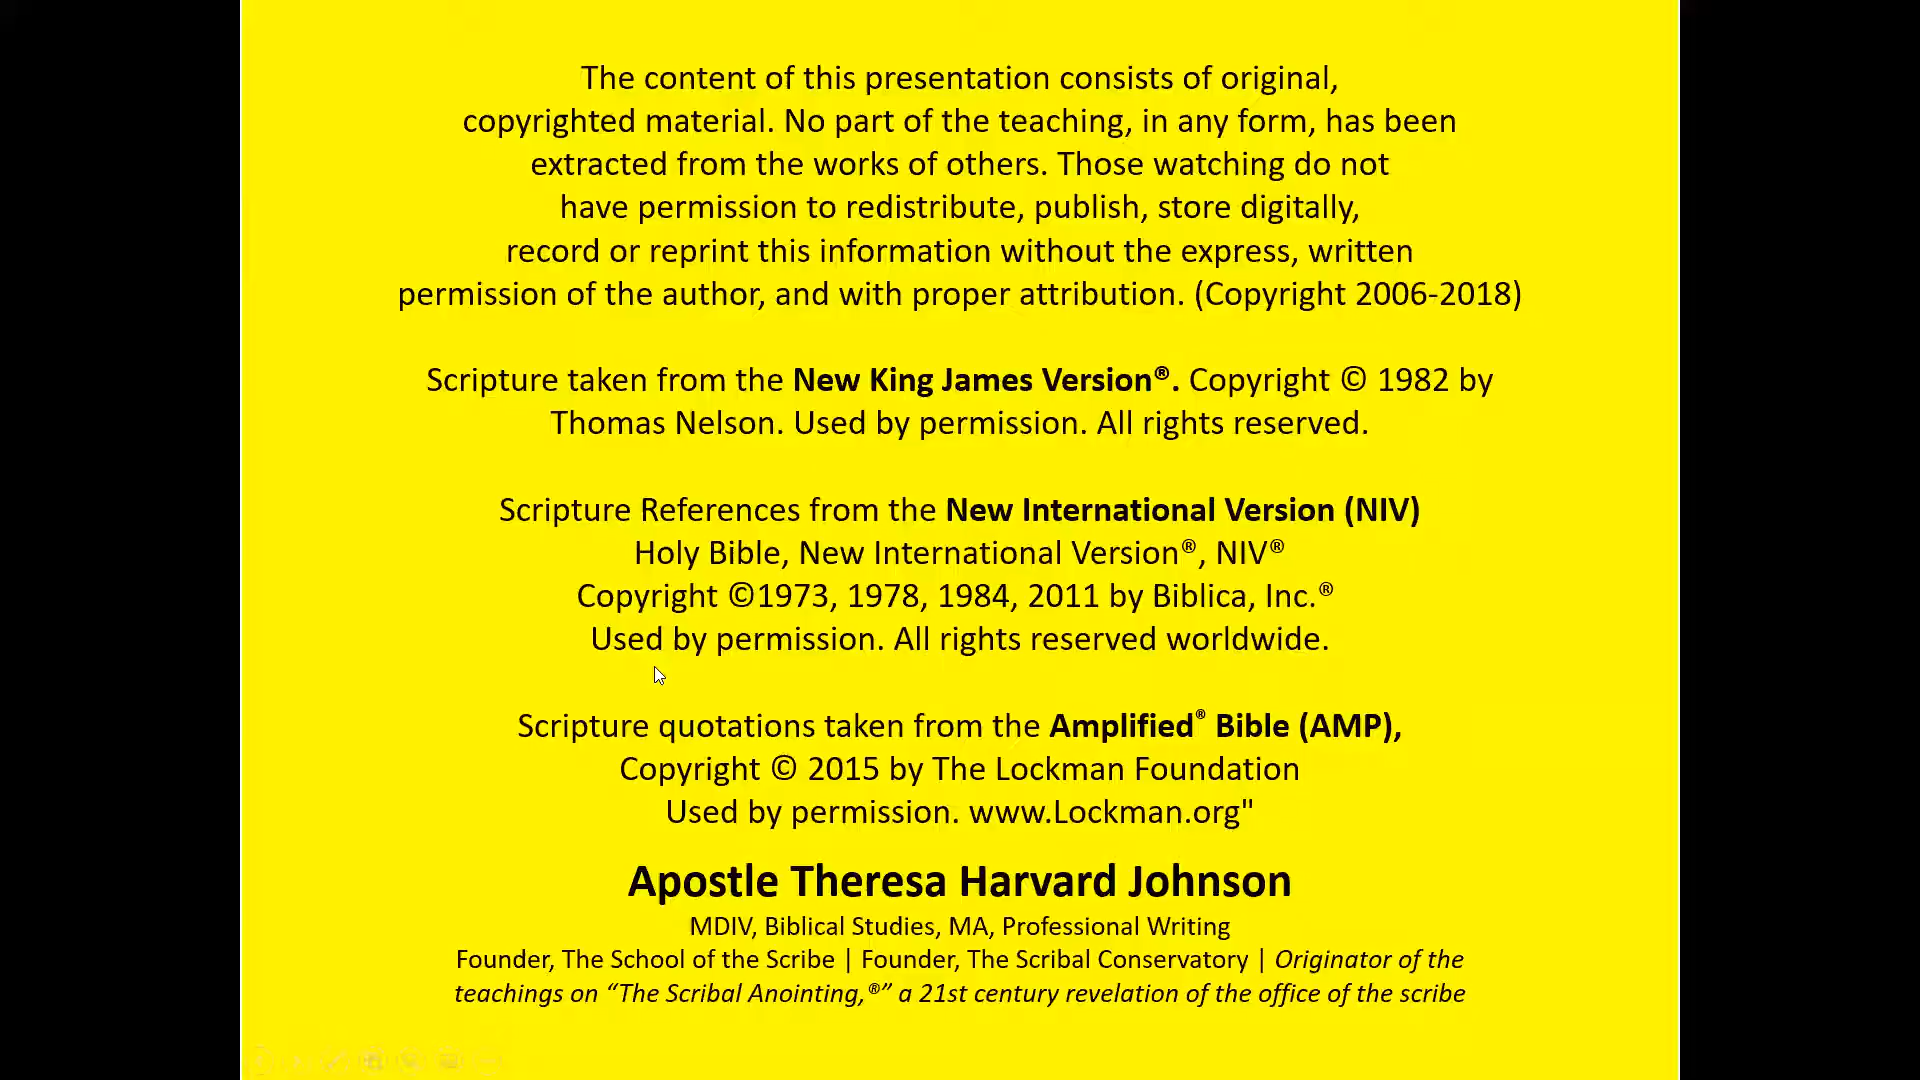 The content of this presentation consists of original,
copyrighted material. No part of the teaching, in any form, has been
extracted from the works of others. Those watching do not
have permission to redistribute, publish, store digitally,
record or reprint this information without the express, written
permission of the author, and with proper attribution. (Copyright 2006-2018)
Scripture taken from the New King James Version®. Copyright © 1982 by
Thomas Nelson. Used by permission. All rights reserved.
Scripture References from the New International Version (NIV)
Holy Bible, New International Version®, NIV®
Copyright ©1973, 1978, 1984, 2011 by Biblica, Inc.®
Used by permission. All rights reserved worldwide.
Scripture quotations taken from the Amplified® Bible (AMP),
Copyright © 2015 by The Lockman Foundation
Used by permission. www.Lockman.org"
Apostle Theresa Harvard Johnson
MDIV, Biblical Studies, MA, Professional Writing
Founder, The School of the Scribe | Founder, The Scribal Conservatory | Originator of the
teachings on “The Scribal Anointing,®” a 21st century revelation of the office of the scribe